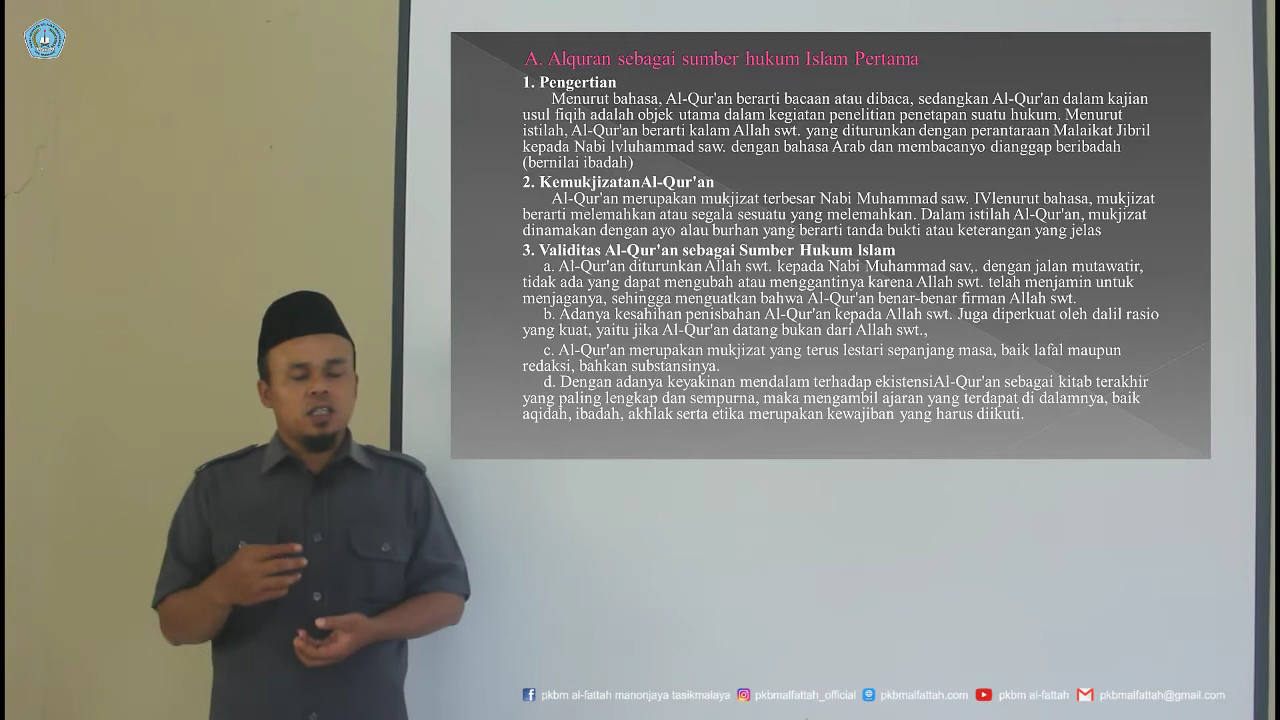 A. Alquran sebagai sumber hukum Islam Pertama
1. Pengertian
Menurut bahasa, Al-Qur'an berarti bacaan atau dibaca, sedangkan Al-Qur'an dalam kajian
usul fiqih adalah objek utama dalam kegiatan penelitian penetapan suatu hukum. Menurut
istilah, Al-Qur'an berarti kalam Allah swt. yang diturunkan dengan perantaraan Malaikat Jibril
kepada Nabi lvluhammad saw. dengan bahasa Arab dan membacanyo dianggap beribadah
(bernilai ibadah)
2. KemukjizatanAl-Qur'an
Al-Qur'an merupakan mukjizat terbesar Nabi Muhammad saw. IVlenurut bahasa, mukjizat
berarti melemahkan atau segala sesuatu yang melemahkan. Dalam istilah Al-Qur'an, mukjizat
dinamakan dengan ayo alau burhan yang berarti tanda bukti atau keterangan yang jelas
3. Validitas Al-Qur'an sebagai Sumber Hukum lslam
a. Al-Qur'an diturunkan Allah swt. kepada Nabi Muhammad sav,. dengan jalan mutawatir,
tidak ada yang dapat mengubah atau menggantinya karena Allah swt. telah menjamin untuk
menjaganya, sehingga menguatkan bahwa Al-Qur'an benar-benar firman Allah swt.
b. Adanya kesahihan penisbahan Al-Qur'an kepada Allah swt. Juga diperkuat oleh dalil rasio
yang kuat, yaitu jika Al-Qur'an datang bukan dari Allah swt.,
c. Al-Qur'an merupakan mukjizat yang terus lestari sepanjang masa, baik lafal maupun
redaksi, bahkan substansinya.
d. Dengan adanya keyakinan mendalam terhadap ekistensiAl-Qur'an sebagai kitab terakhir
yang paling lengkap dan sempurna, maka mengambil ajaran yang terdapat di dalamnya, baik
aqidah, ibadah, akhlak serta etika merupakan kewajiban yang harus diikuti.
pkbm al-fattah manonjaya tasikmalaya pkbmalfattah_official pkbmalfattah.com pkbm al-fattah pkbmalfattah@gmail.com